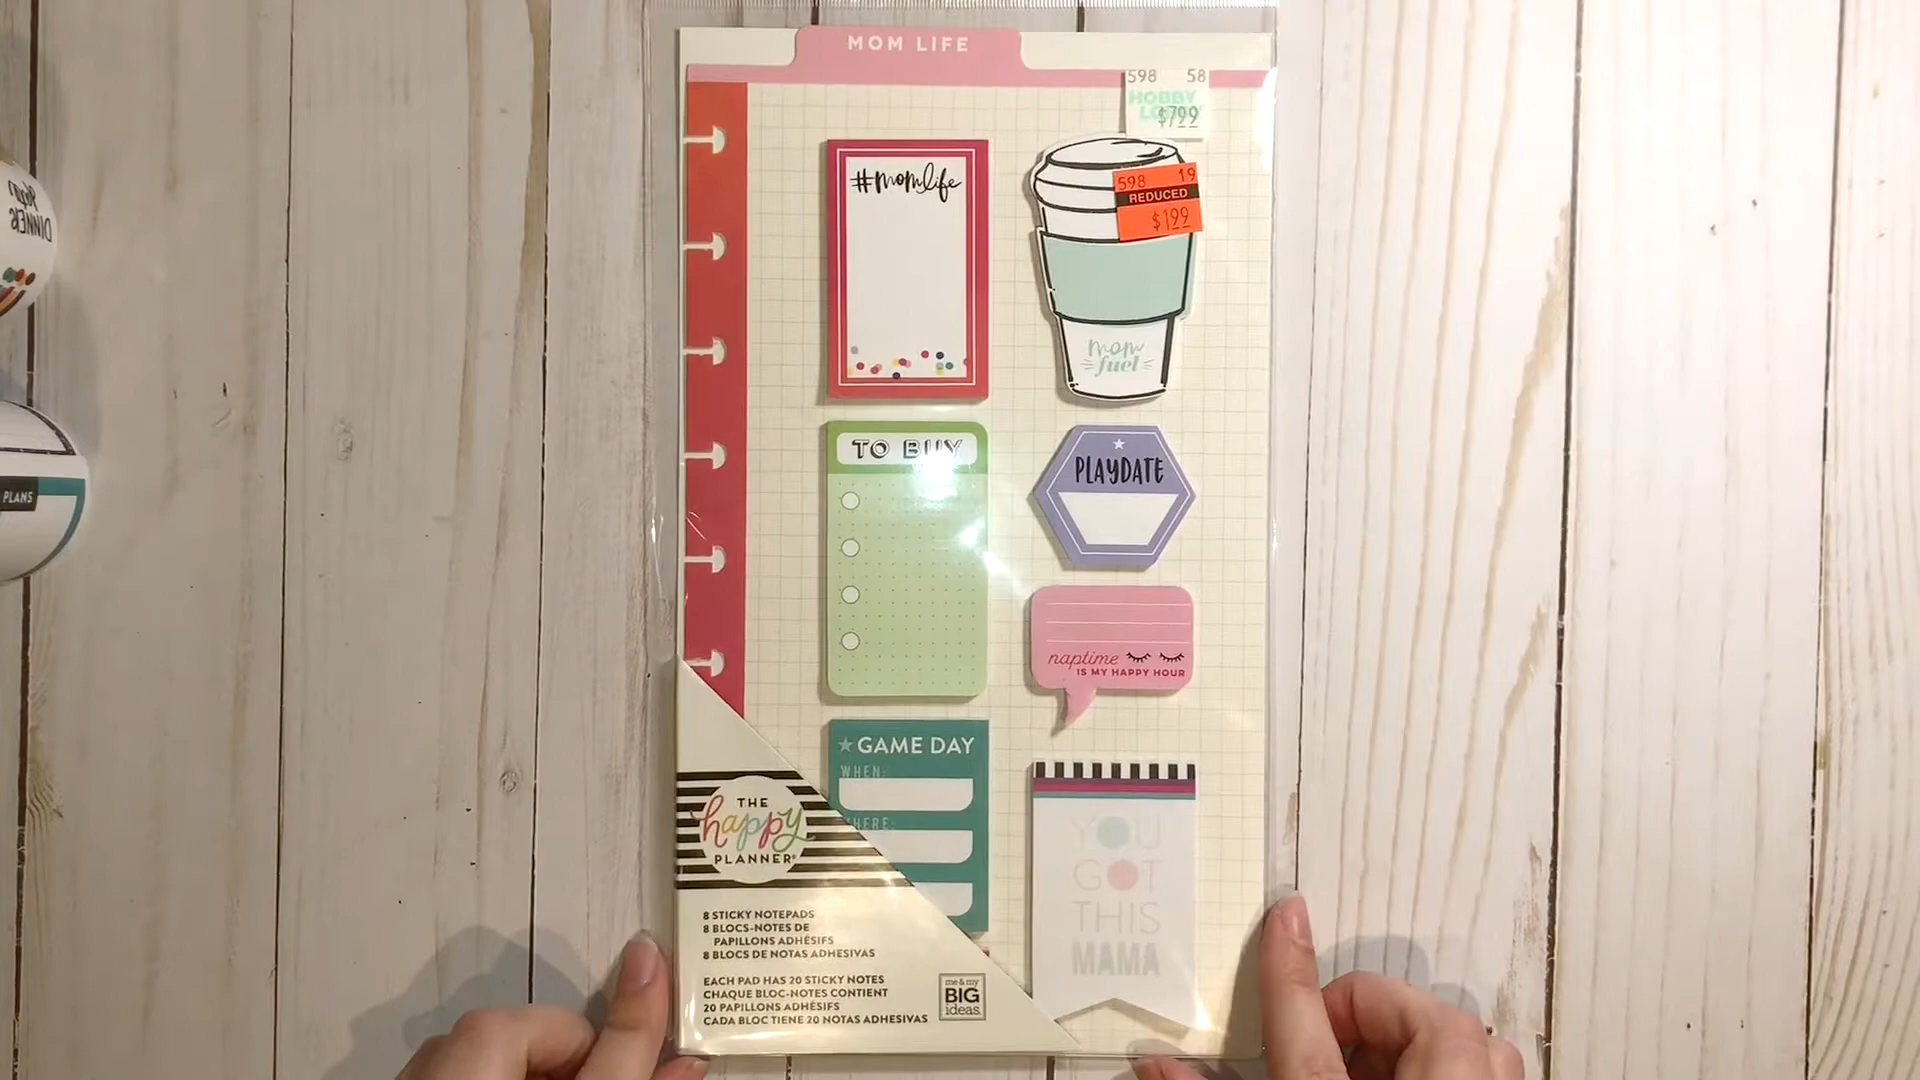 MOM LIFE
598 58
HOBBY
$7.99
#momlife
598 19
REDUCED
$1.99
mom
fuel
TO BUY
PLAYDATE
naptime
IS MY HAPPY HOUR
GAME DAY
WHEN:
WHERE:
YOU
GOT
THIS
MAMA
THE
happy
PLANNER®
8 STICKY NOTEPADS
8 BLOCS-NOTES DE
PAPILLONS ADHÉSIFS
8 BLOCS DE NOTAS ADHESIVAS
EACH PAD HAS 20 STICKY NOTES
CHAQUE BLOC-NOTES CONTIENT
20 PAPILLONS ADHÉSIFS
CADA BLOC TIENE 20 NOTAS ADHESIVAS
me & my
BIG
ideas.
DINNER
PLANS